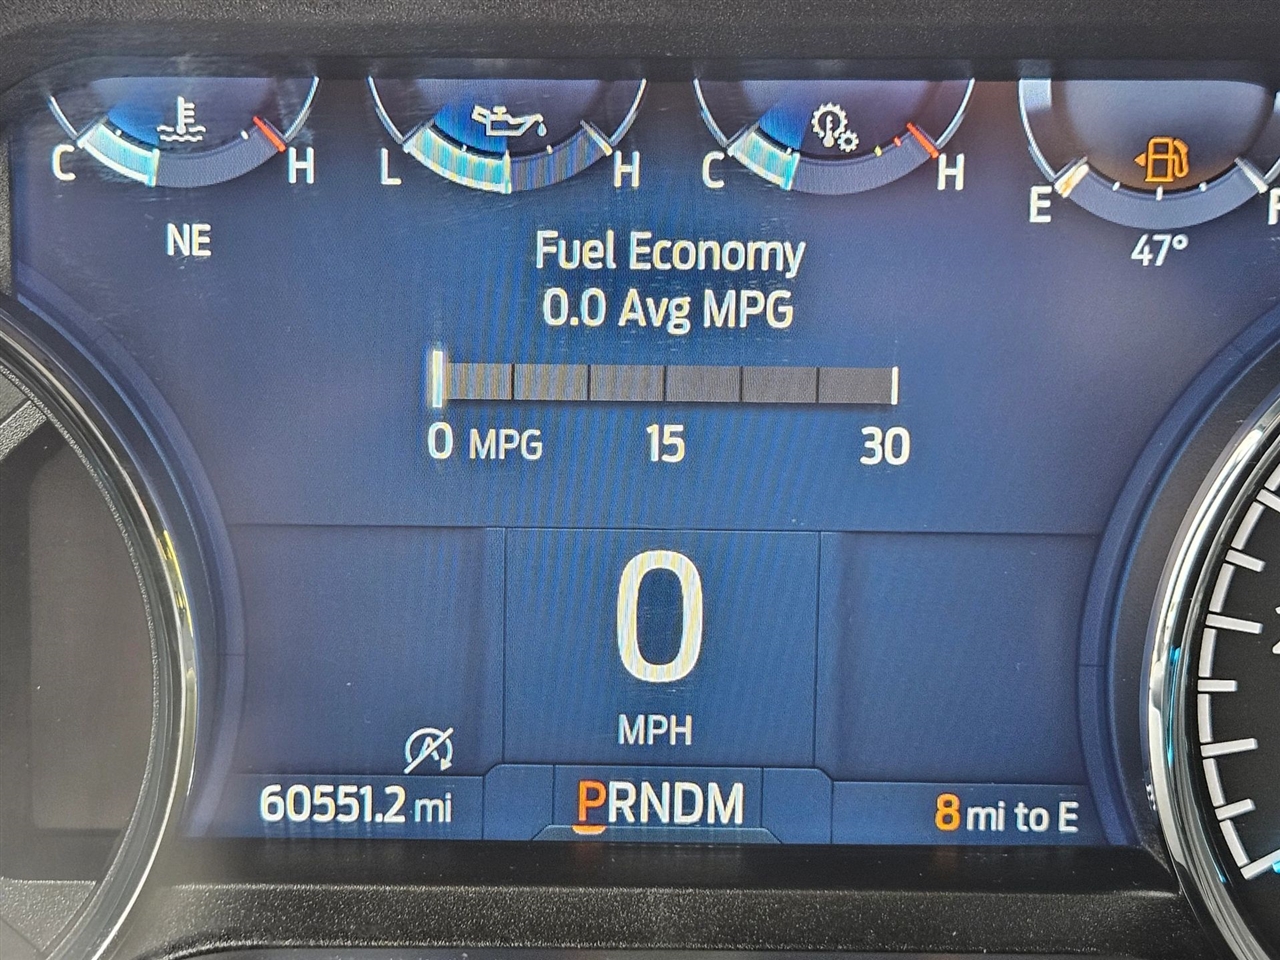 C H
L H
C H
E
NE
47°
Fuel Economy
0.0 Avg MPG
0 MPG 15 30
0
MPH
60551.2 mi
PRNDM
8 mi to E